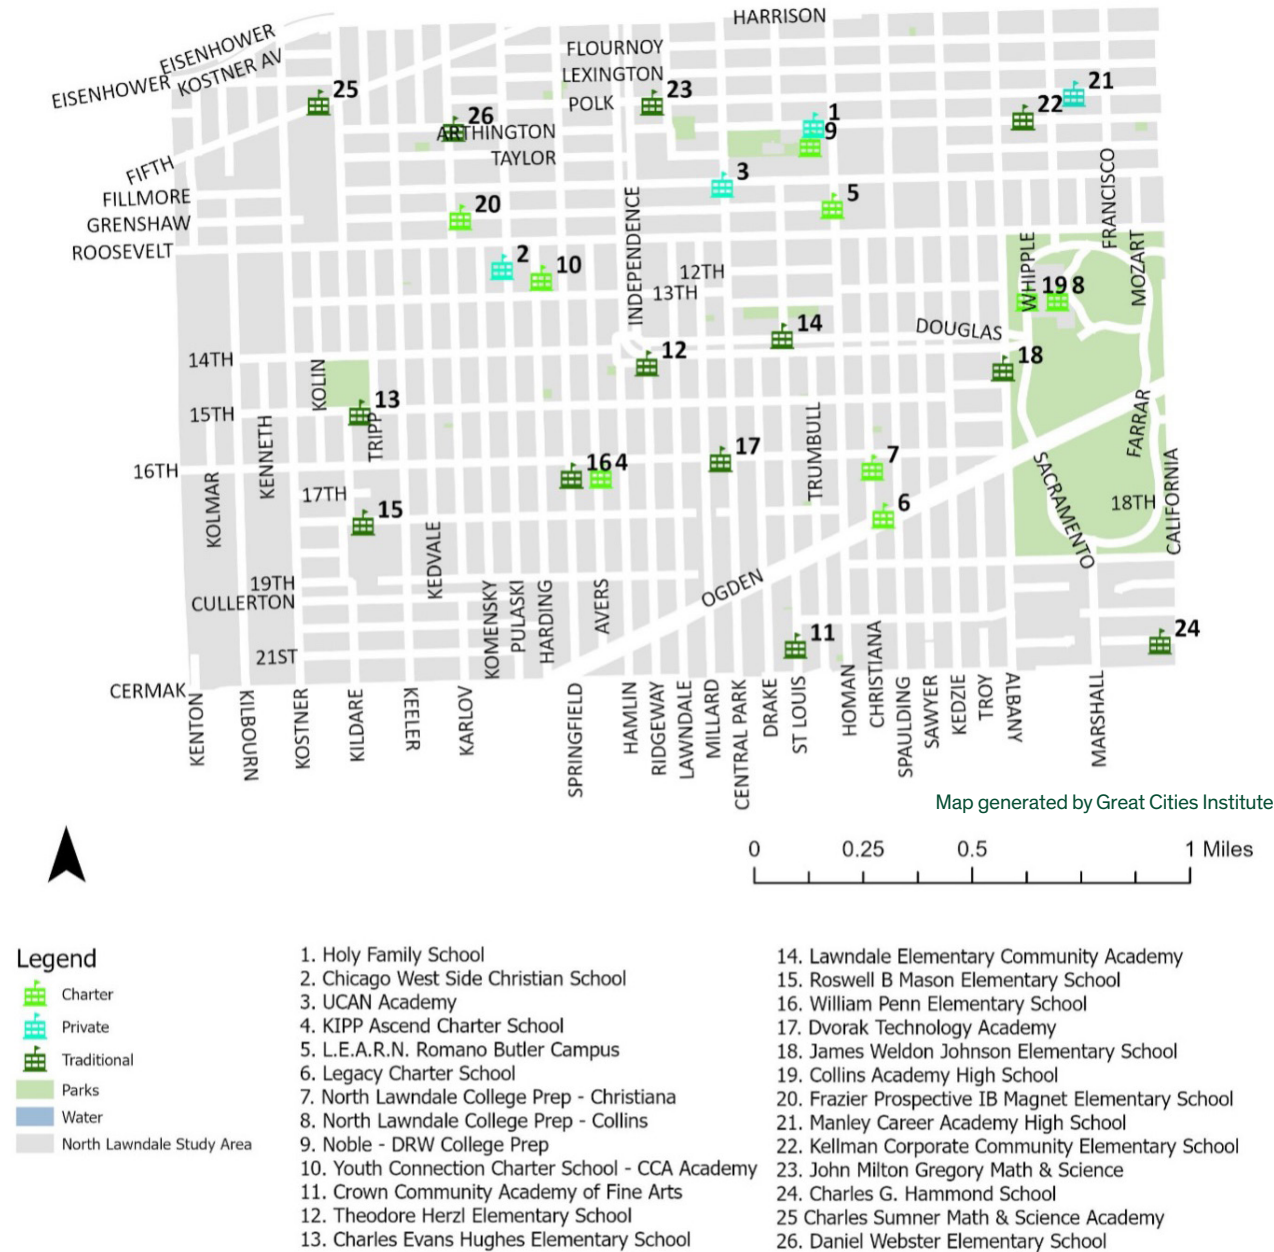 HARRISON
EISENHOWER
EISENHOWER
KOSTNER AV
FLOURNOY
LEXINGTON
POLK
25
26
23
1
9
22
21
ARTHINGTON
TAYLOR
FIFTH
FILLMORE
GRENSHAW
ROOSEVELT
20
3
5
FRANCISCO
INDEPENDENCE
2
10
12TH
13TH
WHIPPLE
MOZART
19
8
14
DOUGLAS
12
18
14TH
KOLIN
13
15TH
TRIPP
KENNETH
TRUMBULL
FARRAR
16TH
KOLMAR
17TH
15
16
4
17
7
6
SACRAMENTO
18TH
CALIFORNIA
KEDVALE
19TH
CULLERTON
KOMENSKY
PULASKI
HARDING
AVERS
OGDEN
21ST
11
CHRISTIANA
24
CERMAK
KENTON
KILBOURN
KOSTNER
KILDARE
KEELER
KARLOV
SPRINGFIELD
HAMLIN
RIDGEWAY
LAWNDALE
MILLARD
CENTRAL PARK
DRAKE
ST LOUIS
HOMAN
SPAULDING
SAWYER
KEDZIE
TROY
ALBANY
MARSHALL
Map generated by Great Cities Institute
0 0.25 0.5 1 Miles
Legend
Charter
Private
Traditional
Parks
Water
North Lawndale Study Area
1. Holy Family School
2. Chicago West Side Christian School
3. UCAN Academy
4. KIPP Ascend Charter School
5. L.E.A.R.N. Romano Butler Campus
6. Legacy Charter School
7. North Lawndale College Prep - Christiana
8. North Lawndale College Prep - Collins
9. Noble - DRW College Prep
10. Youth Connection Charter School - CCA Academy
11. Crown Community Academy of Fine Arts
12. Theodore Herzl Elementary School
13. Charles Evans Hughes Elementary School
14. Lawndale Elementary Community Academy
15. Roswell B Mason Elementary School
16. William Penn Elementary School
17. Dvorak Technology Academy
18. James Weldon Johnson Elementary School
19. Collins Academy High School
20. Frazier Prospective IB Magnet Elementary School
21. Manley Career Academy High School
22. Kellman Corporate Community Elementary School
23. John Milton Gregory Math & Science
24. Charles G. Hammond School
25 Charles Sumner Math & Science Academy
26. Daniel Webster Elementary School